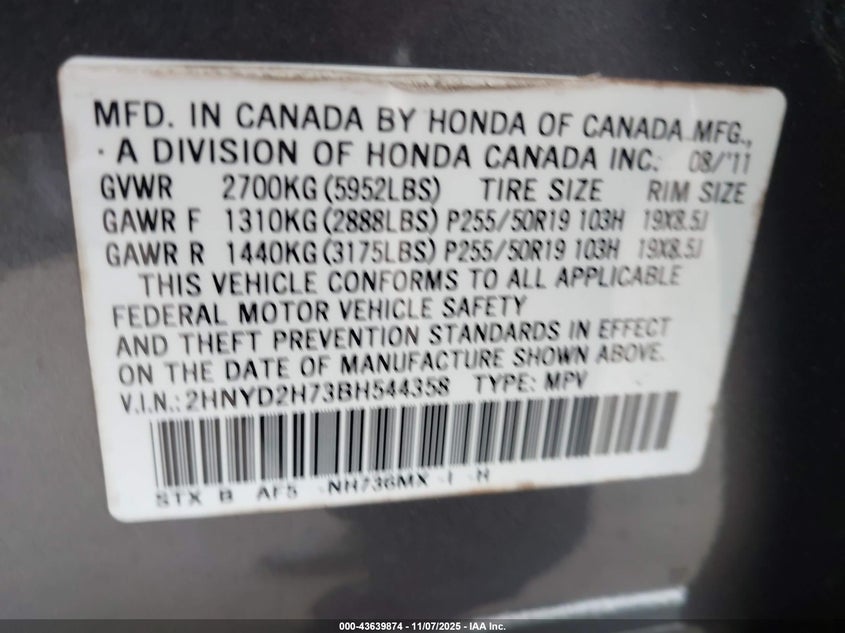 MFD. IN CANADA BY HONDA OF CANADA MFG.,
A DIVISION OF HONDA CANADA INC. 08/'11
GVWR 2700KG(5952LBS) TIRE SIZE RIM SIZE
GAWR F 1310KG(2888LBS) P255/50R19 103H 19X8.5J
GAWR R 1440KG(3175LBS) P255/50R19 103H 19X8.5J
THIS VEHICLE CONFORMS TO ALL APPLICABLE
FEDERAL MOTOR VEHICLE SAFETY
AND THEFT PREVENTION STANDARDS IN EFFECT
ON THE DATE OF MANUFACTURE SHOWN ABOVE.
V.I.N.: 2HNYD2H73BH544358 TYPE: MPV
STX B AF5 NH736MX -I -H
000-43639874 | 11/07/2025 - IAA Inc.